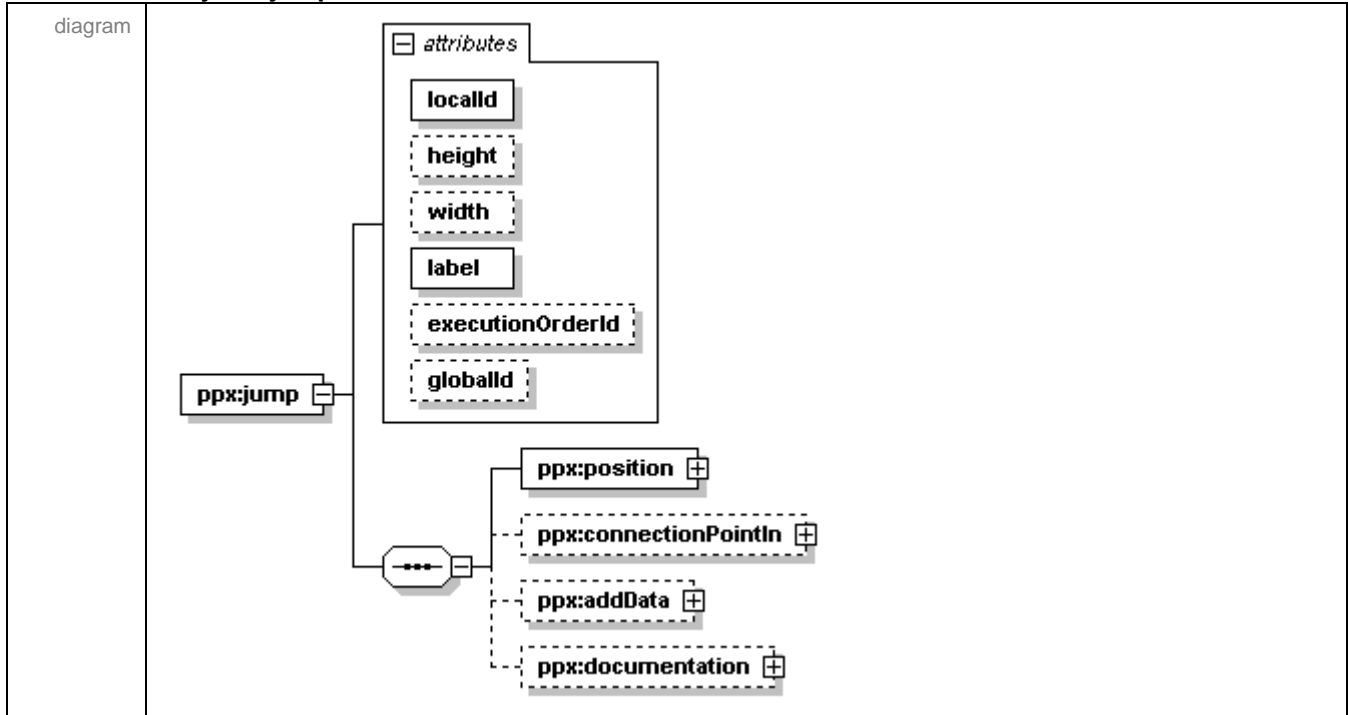 diagram
attributes
localId
height
width
label
executionOrderId
globalId
ppx:jump
ppx:position
ppx:connectionPointIn
ppx:addData
ppx:documentation